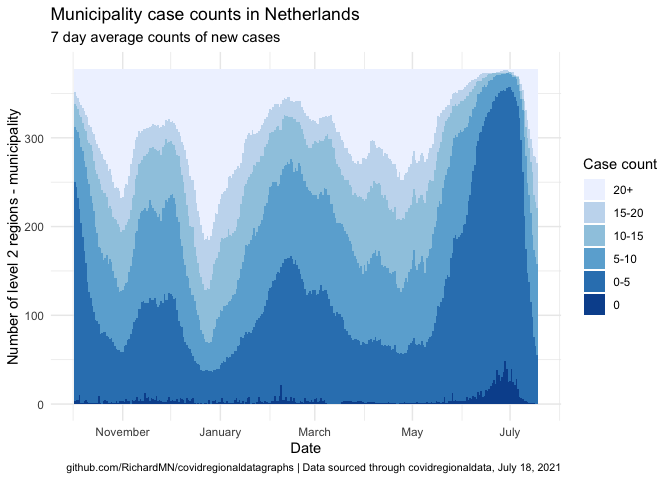 Municipality case counts in Netherlands
7 day average counts of new cases
Number of level 2 regions - municipality
300
200
100
0
November January March May July
Date
Case count
20+
15-20
10-15
5-10
0-5
0
github.com/RichardMN/covidregionaldatagraphs | Data sourced through covidregionaldata, July 18, 2021